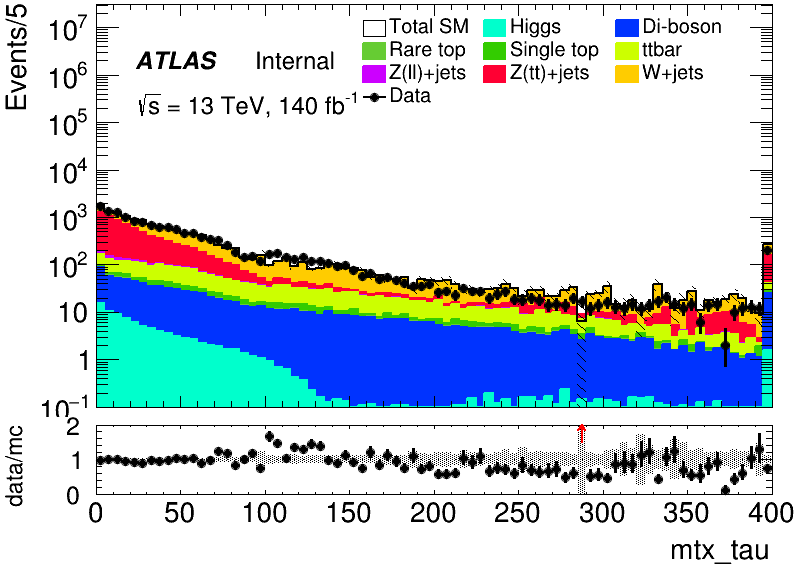 Events/5
10⁷
10⁶
10⁵
10⁴
10³
10²
10
1
10⁻¹
ATLAS Internal
√s = 13 TeV, 140 fb⁻¹
Total SM Higgs Di-boson
Rare top Single top ttbar
Z(ll)+jets Z(tt)+jets W+jets
Data
data/mc
2
1
0
0 50 100 150 200 250 300 350 400
mtx_tau